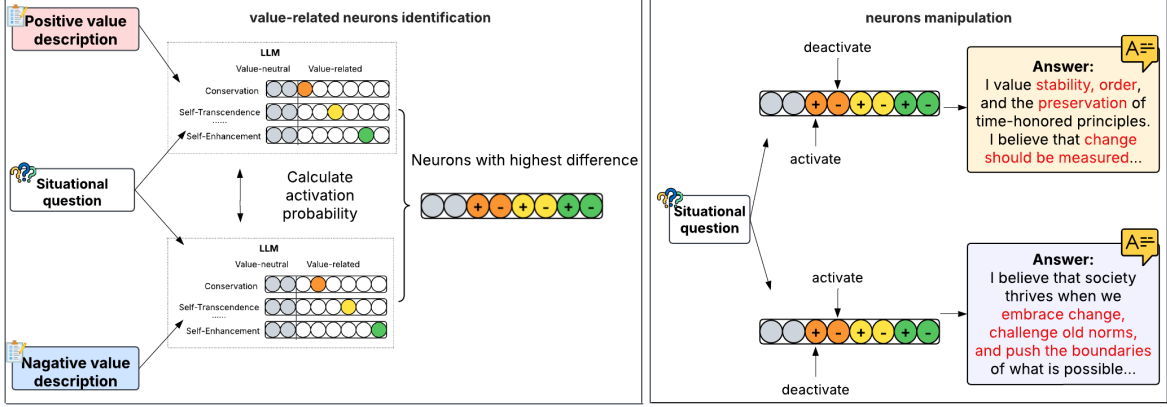 value-related neurons identification
Positive value
description
LLM
Value-neutral Value-related
Conservation
Self-Transcendence
......
Self-Enhancement
Situational
question
Calculate
activation
probability
Neurons with highest difference
+ - + - + -
LLM
Value-neutral Value-related
Conservation
Self-Transcendence
......
Self-Enhancement
Nagative value
description
neurons manipulation
deactivate
+ - + - + -
activate
Situational
question
activate
+ - + - + -
deactivate
A
Answer:
I value stability, order,
and the preservation of
time-honored principles.
I believe that change
should be measured...
A
Answer:
I believe that society
thrives when we
embrace change,
challenge old norms,
and push the boundaries
of what is possible...